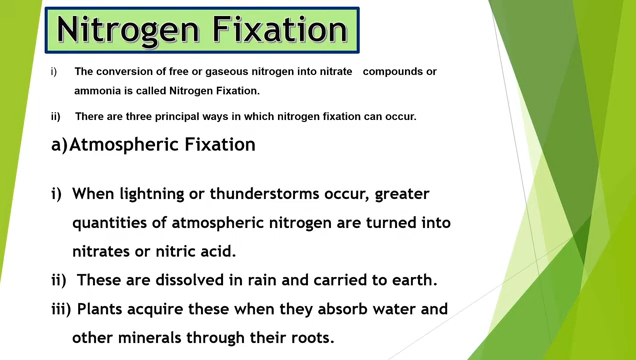 Nitrogen Fixation
i) The conversion of free or gaseous nitrogen into nitrate compounds or
ammonia is called Nitrogen Fixation.
ii) There are three principal ways in which nitrogen fixation can occur.
a)Atmospheric Fixation
i) When lightning or thunderstorms occur, greater
quantities of atmospheric nitrogen are turned into
nitrates or nitric acid.
ii) These are dissolved in rain and carried to earth.
iii) Plants acquire these when they absorb water and
other minerals through their roots.